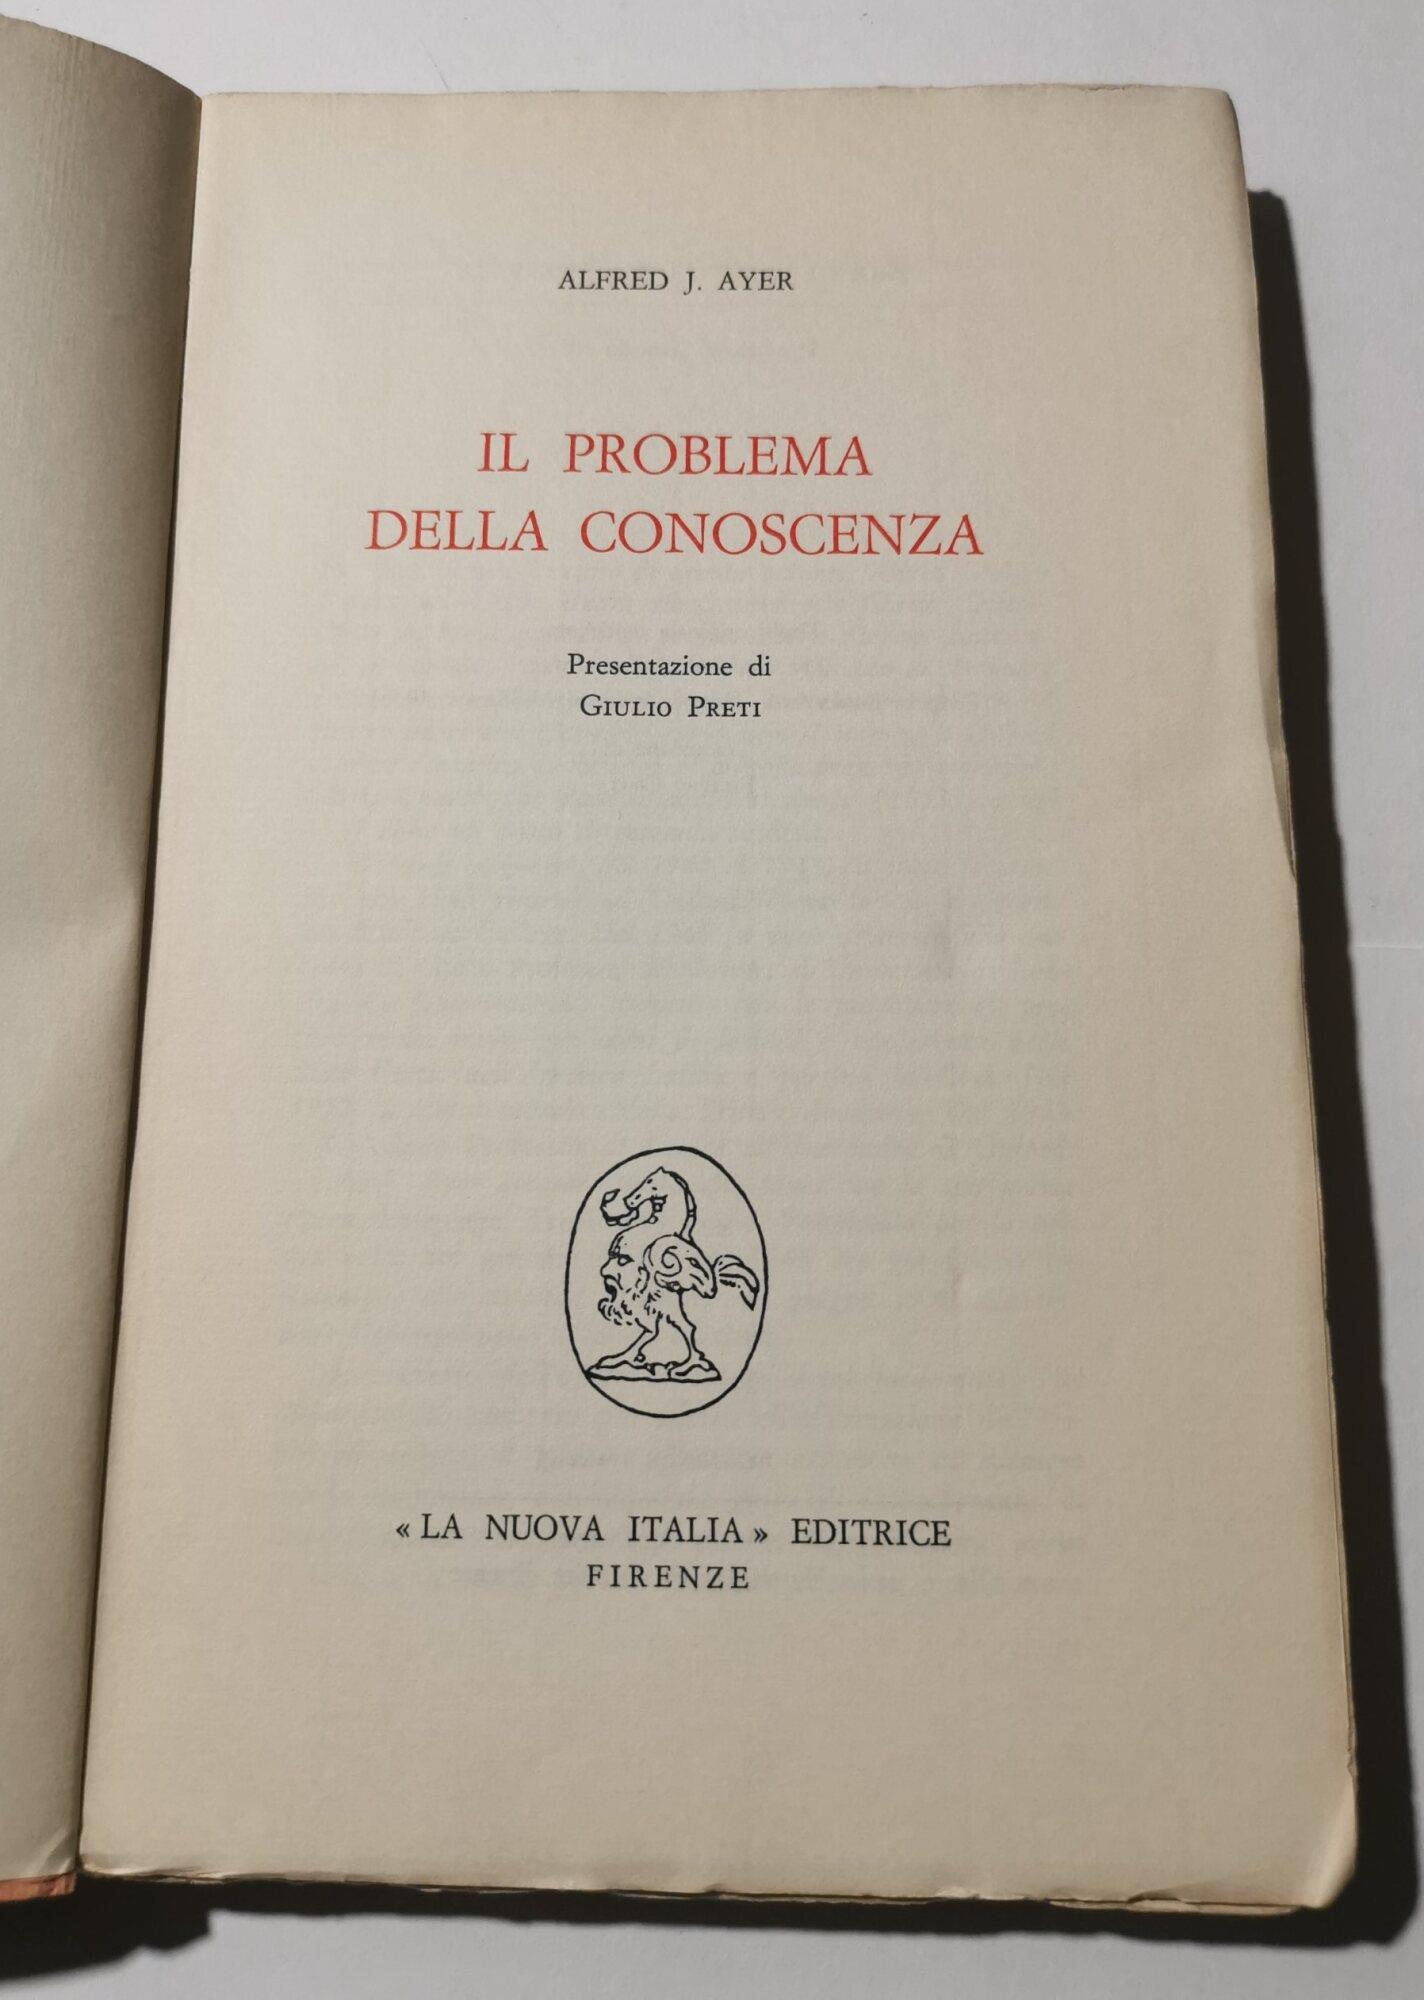 ALFRED J. AYER
IL PROBLEMA
DELLA CONOSCENZA
Presentazione di
GIULIO PRETI
« LA NUOVA ITALIA » EDITRICE
FIRENZE